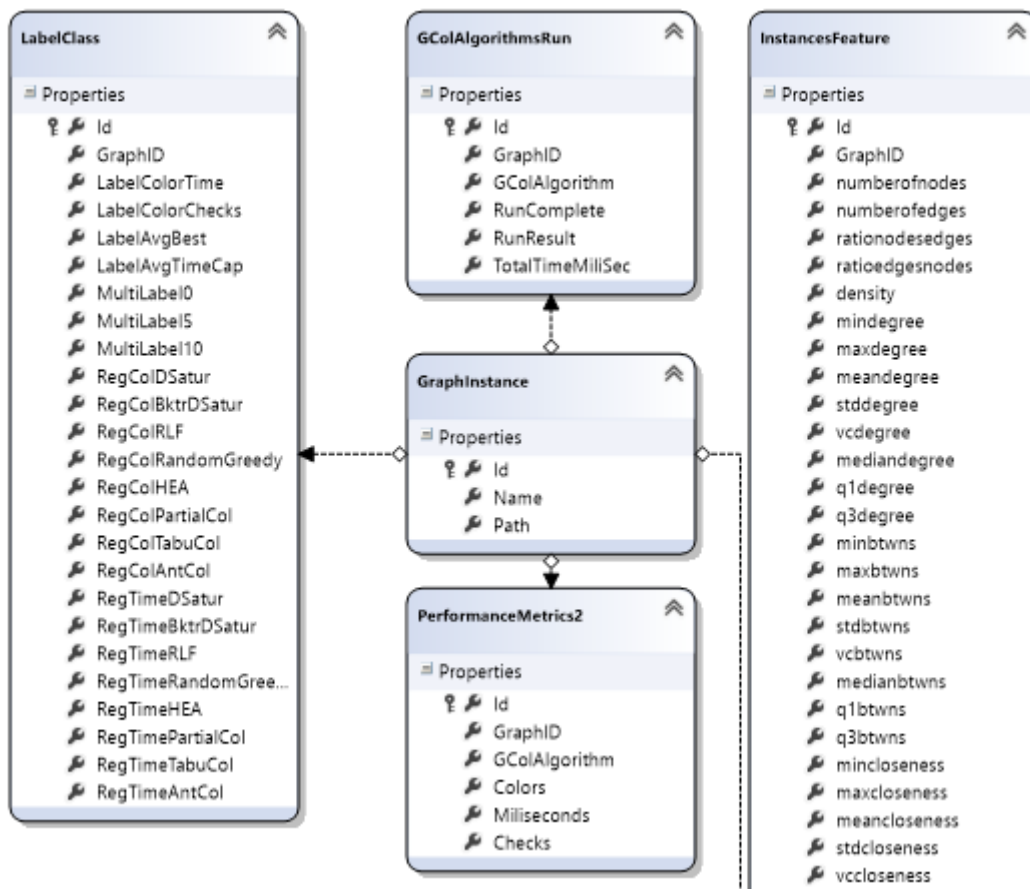 LabelClass
Properties
Id
GraphID
LabelColorTime
LabelColorChecks
LabelAvgBest
LabelAvgTimeCap
MultiLabel0
MultiLabel5
MultiLabel10
RegColDSatur
RegColBktrDSatur
RegColRLF
RegColRandomGreedy
RegColHEA
RegColPartialCol
RegColTabuCol
RegColAntCol
RegTimeDSatur
RegTimeBktrDSatur
RegTimeRLF
RegTimeRandomGree...
RegTimeHEA
RegTimePartialCol
RegTimeTabuCol
RegTimeAntCol
GColAlgorithmsRun
Properties
Id
GraphID
GColAlgorithm
RunComplete
RunResult
TotalTimeMiliSec
GraphInstance
Properties
Id
Name
Path
PerformanceMetrics2
Properties
Id
GraphID
GColAlgorithm
Colors
Miliseconds
Checks
InstancesFeature
Properties
Id
GraphID
numberofnodes
numberofedges
rationodesedges
ratioedgesnodes
density
mindegree
maxdegree
meandegree
stddegree
vcdegree
mediandegree
q1degree
q3degree
minbtwns
maxbtwns
meanbtwns
stdbtwns
vcbtwns
medianbtwns
q1btwns
q3btwns
mincloseness
maxcloseness
meancloseness
stdcloseness
vccloseness